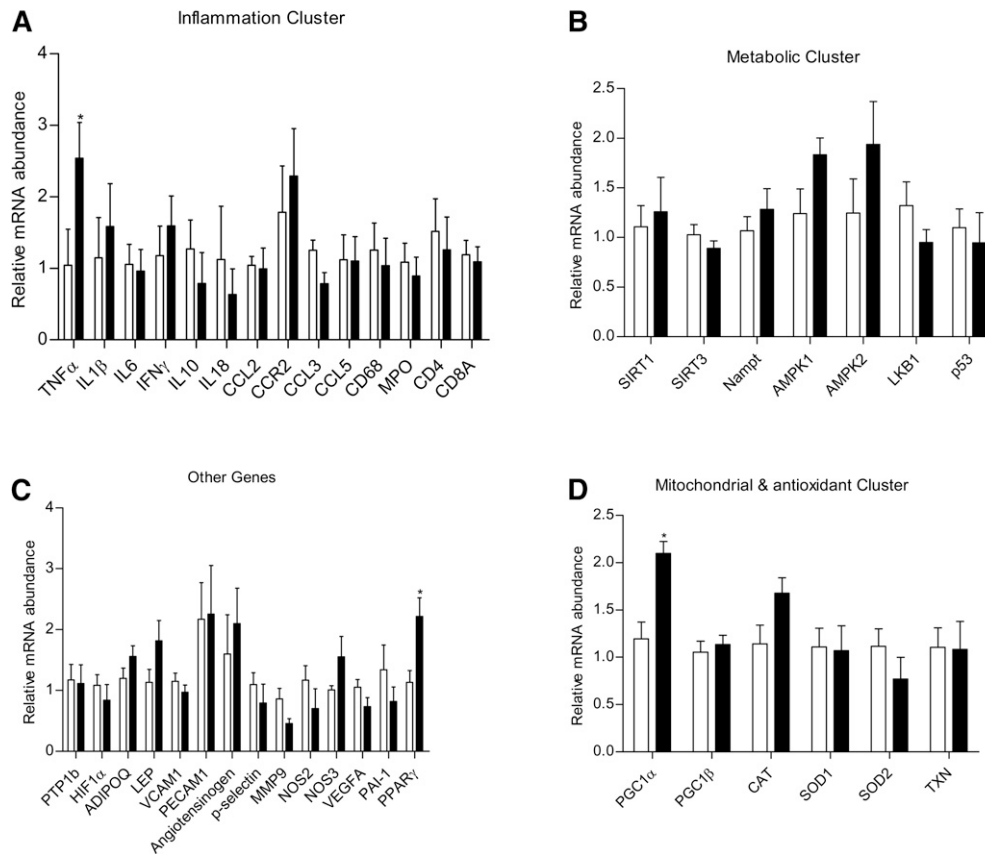 A
Inflammation Cluster
Relative mRNA abundance
4
3
2
1
0
*
TNFα
IL1β
IL6
IFNγ
IL10
IL18
CCL2
CCR2
CCL3
CCL5
CD68
MPO
CD4
CD8A
B
Metabolic Cluster
Relative mRNA abundance
2.5
2.0
1.5
1.0
0.5
0.0
SIRT1
SIRT3
Nampt
AMPK1
AMPK2
LKB1
p53
C
Other Genes
Relative mRNA abundance
4
3
2
1
0
*
PTP1b
HIF1α
ADIPOQ
LEP
VCAM1
PECAM1
Angiotensinogen
p-selectin
MMP9
NOS2
NOS3
VEGFA
PAI-1
PPARγ
D
Mitochondrial & antioxidant Cluster
Relative mRNA abundance
2.5
2.0
1.5
1.0
0.5
0.0
*
PGC1α
PGC1β
CAT
SOD1
SOD2
TXN